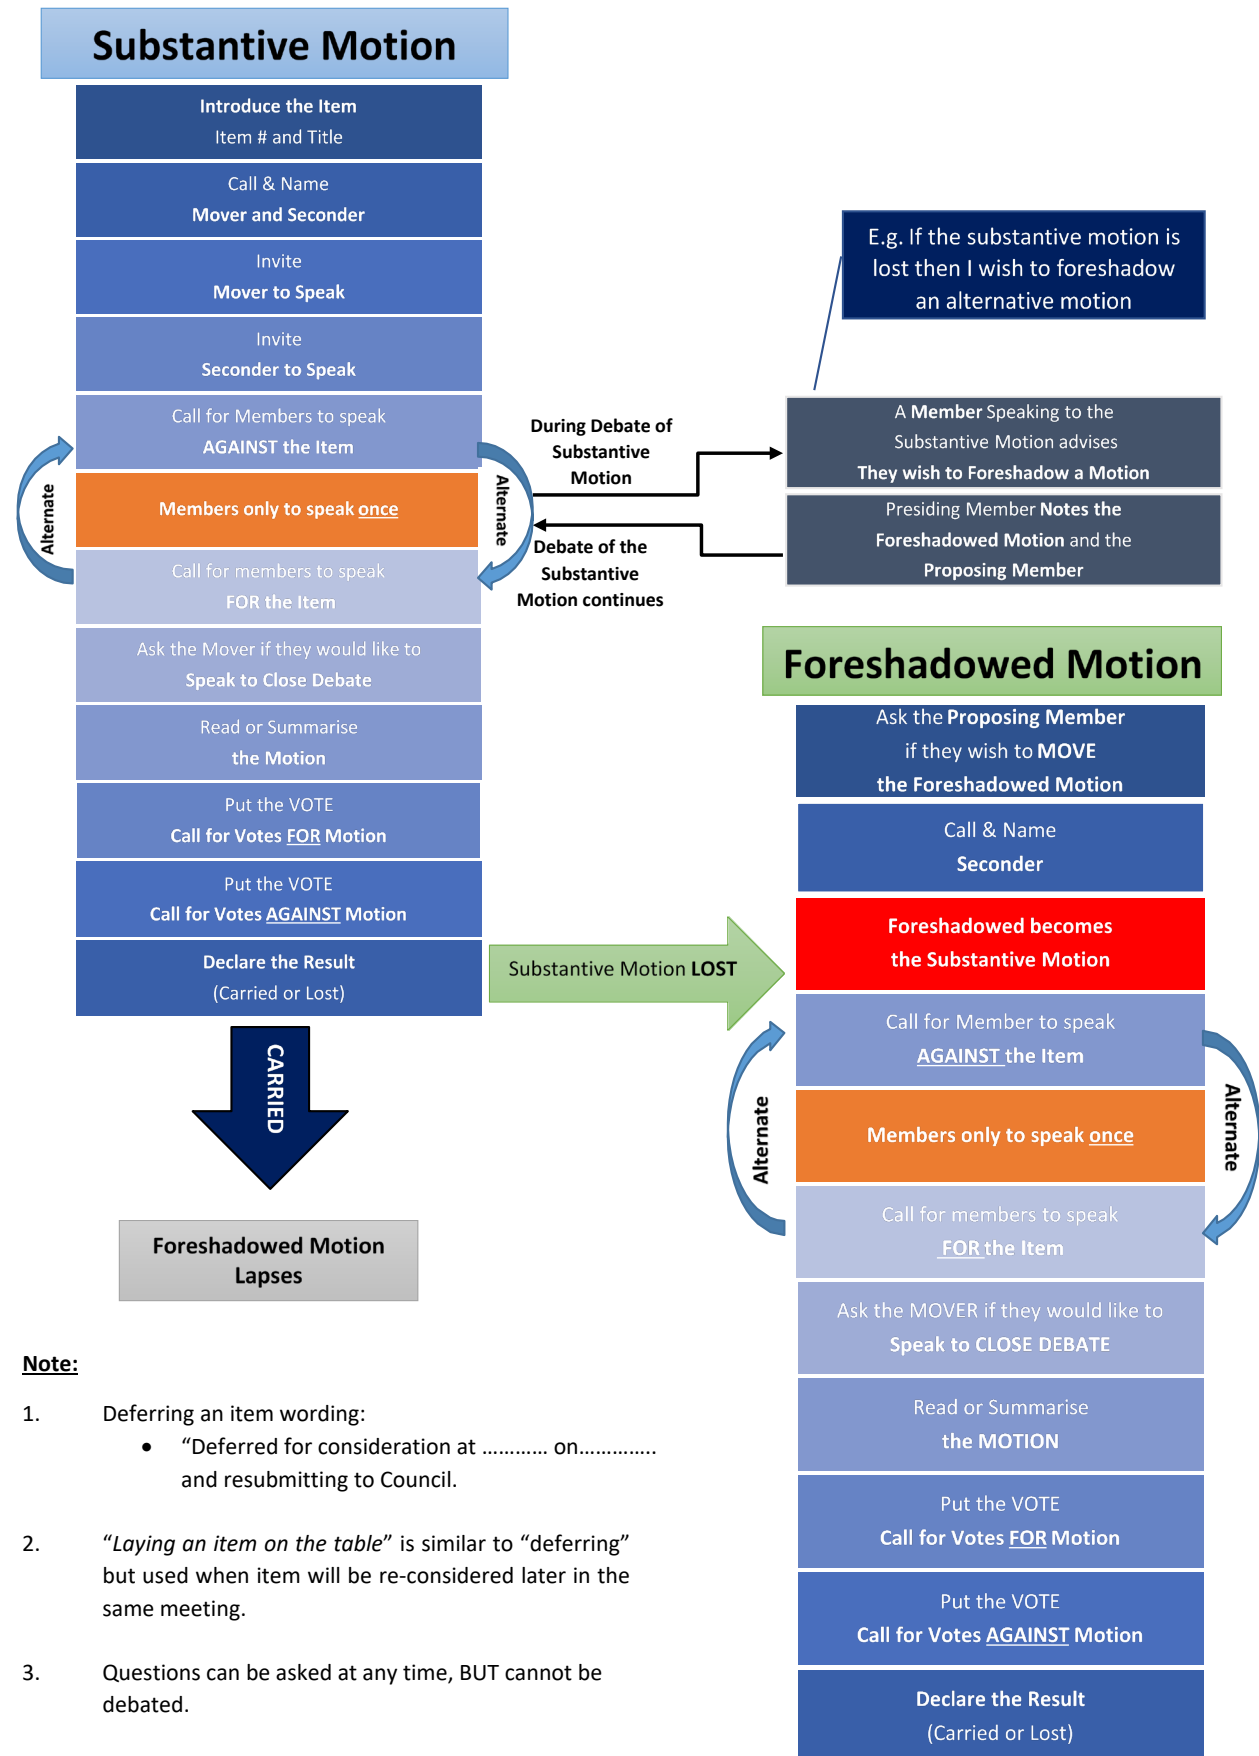 Substantive Motion
Introduce the Item
Item # and Title
Call & Name
Mover and Seconder
Invite
Mover to Speak
Invite
Seconder to Speak
Call for Members to speak
AGAINST the Item
Members only to speak once
Call for members to speak
FOR the Item
Alternate
Alternate
Ask the Mover if they would like to
Speak to Close Debate
Read or Summarise
the Motion
Put the VOTE
Call for Votes FOR Motion
Put the VOTE
Call for Votes AGAINST Motion
Declare the Result
(Carried or Lost)
CARRIED
Foreshadowed Motion
Lapses
During Debate of
Substantive
Motion
Debate of the
Substantive
Motion continues
E.g. If the substantive motion is
lost then I wish to foreshadow
an alternative motion
A Member Speaking to the
Substantive Motion advises
They wish to Foreshadow a Motion
Presiding Member Notes the
Foreshadowed Motion and the
Proposing Member
Substantive Motion LOST
Foreshadowed Motion
Ask the Proposing Member
if they wish to MOVE
the Foreshadowed Motion
Call & Name
Seconder
Foreshadowed becomes
the Substantive Motion
Call for Member to speak
AGAINST the Item
Members only to speak once
Call for members to speak
FOR the Item
Alternate
Alternate
Ask the MOVER if they would like to
Speak to CLOSE DEBATE
Read or Summarise
the MOTION
Put the VOTE
Call for Votes FOR Motion
Put the VOTE
Call for Votes AGAINST Motion
Declare the Result
(Carried or Lost)
Note:
1. Deferring an item wording:
• “Deferred for consideration at ………… on…………..
and resubmitting to Council.
2. “Laying an item on the table” is similar to “deferring”
but used when item will be re-considered later in the
same meeting.
3. Questions can be asked at any time, BUT cannot be
debated.